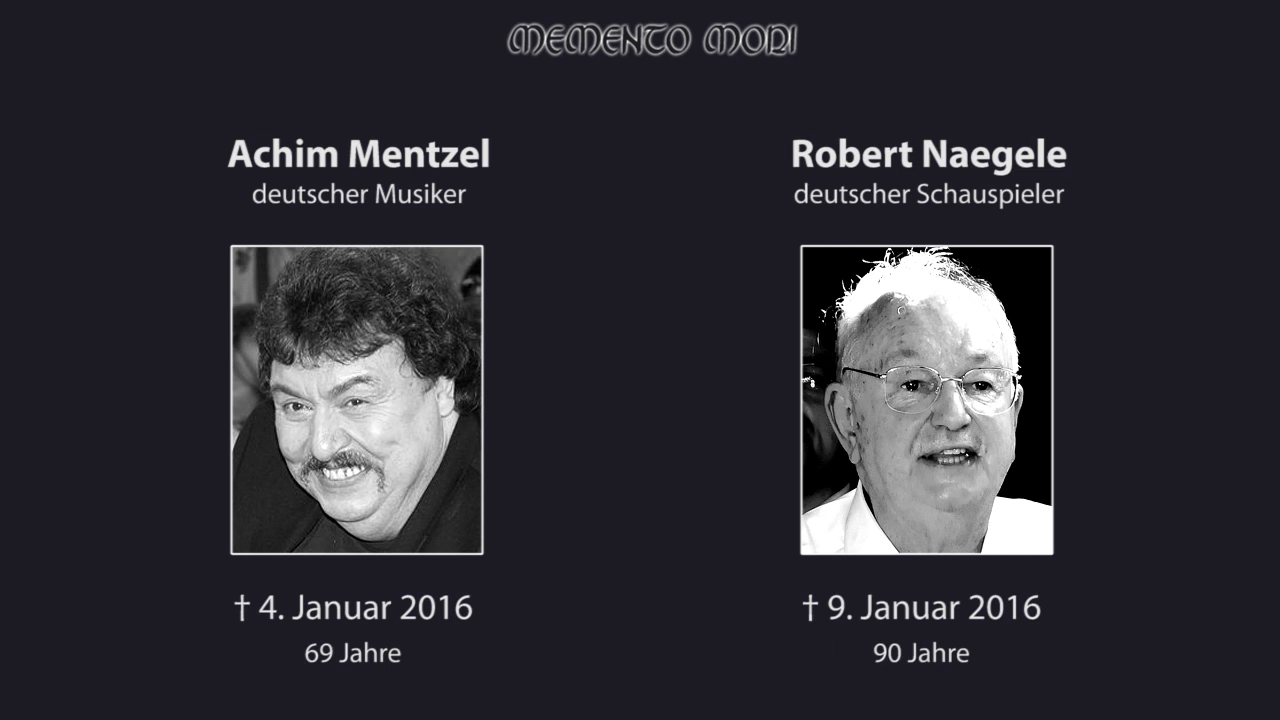 MEMENTO MORI
Achim Mentzel
deutscher Musiker
† 4. Januar 2016
69 Jahre
Robert Naegele
deutscher Schauspieler
† 9. Januar 2016
90 Jahre